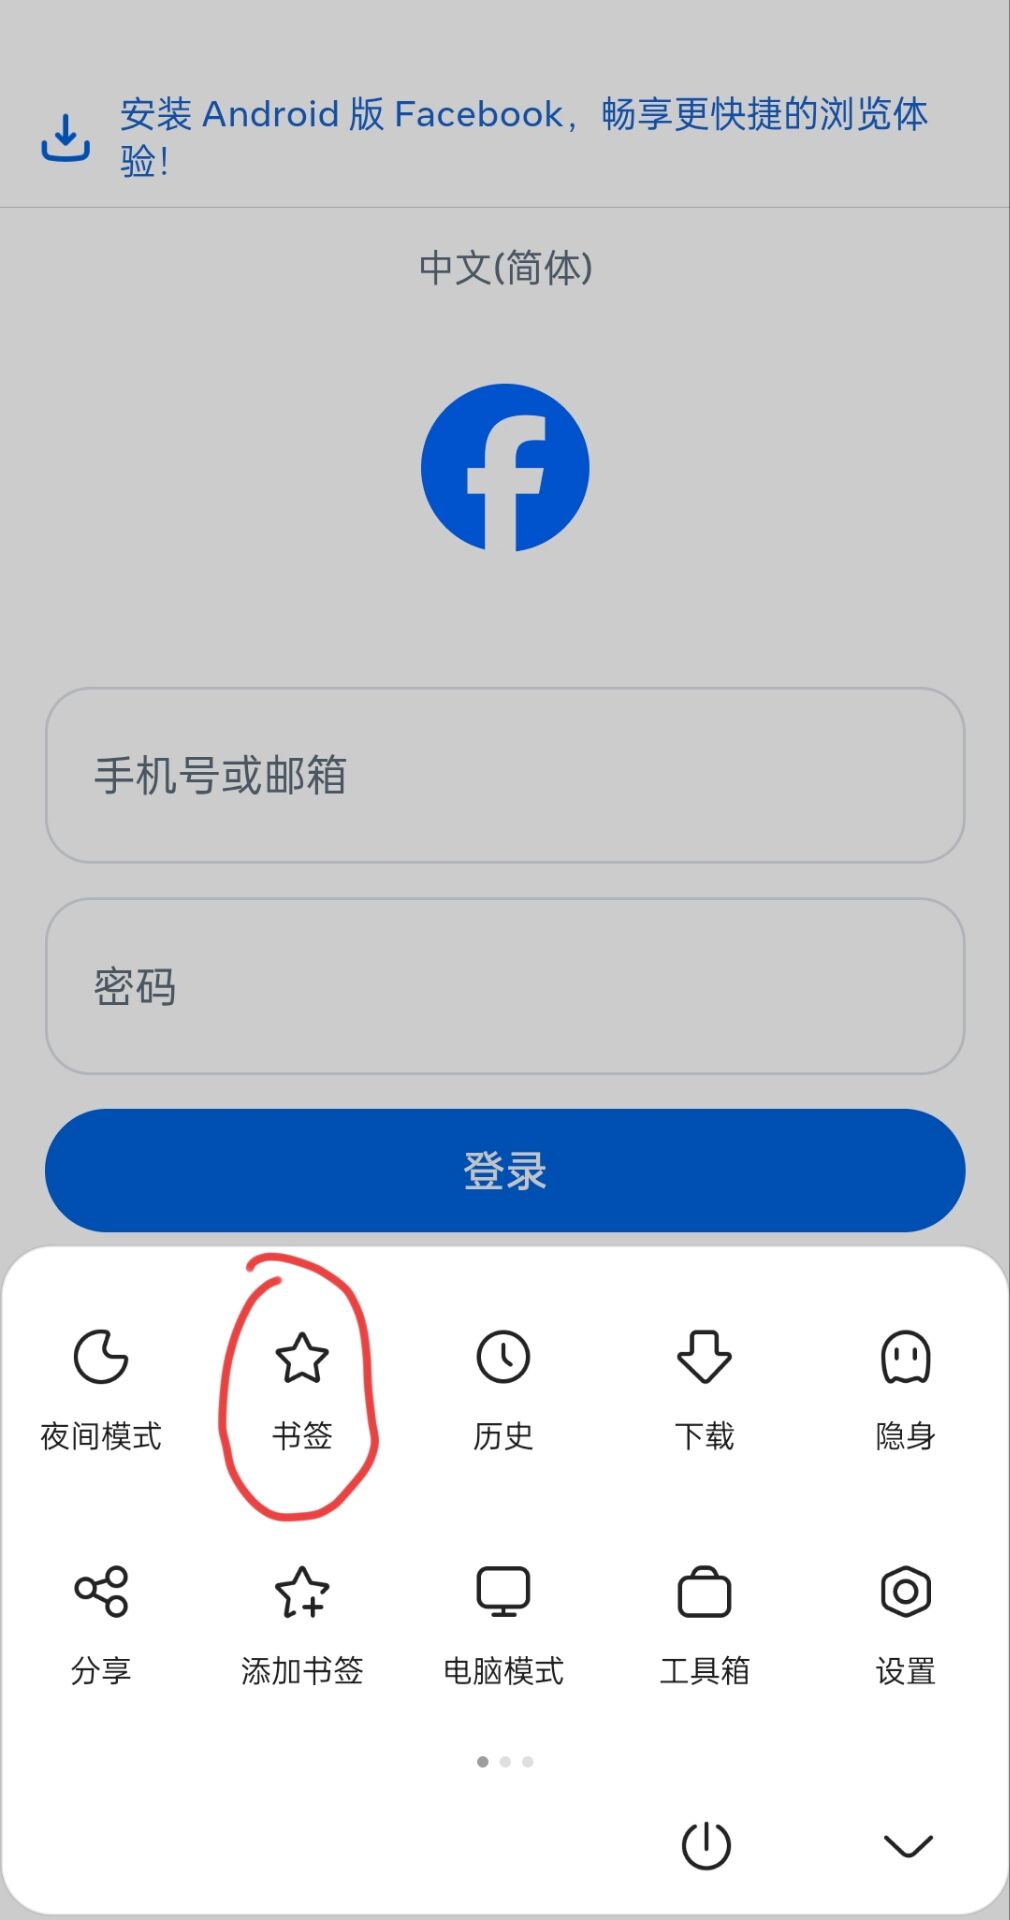 安装 Android 版 Facebook，畅享更快捷的浏览体
验！
中文(简体)
手机号或邮箱
密码
登录
夜间模式 书签 历史 下载 隐身
分享 添加书签 电脑模式 工具箱 设置